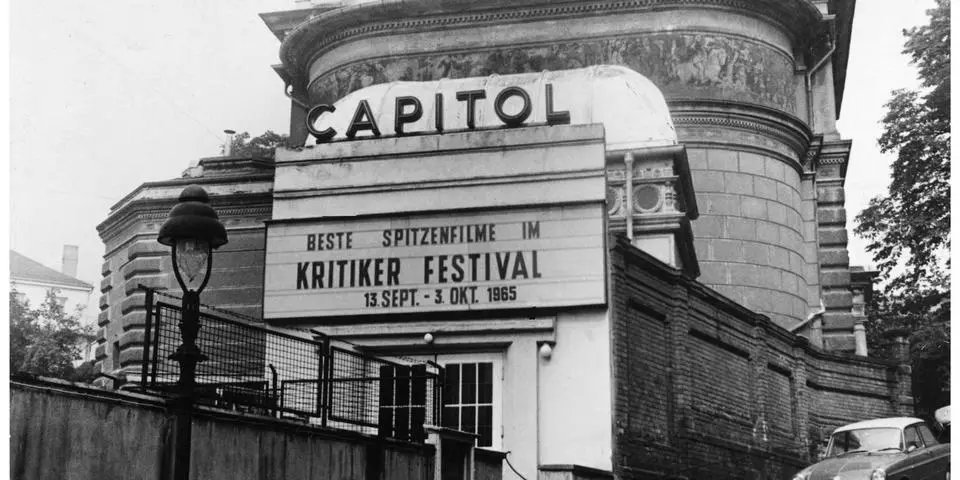 CAPITOL
BESTE SPITZENFILME IM
KRITIKER FESTIVAL
13. SEPT. - 3. OKT. 1965